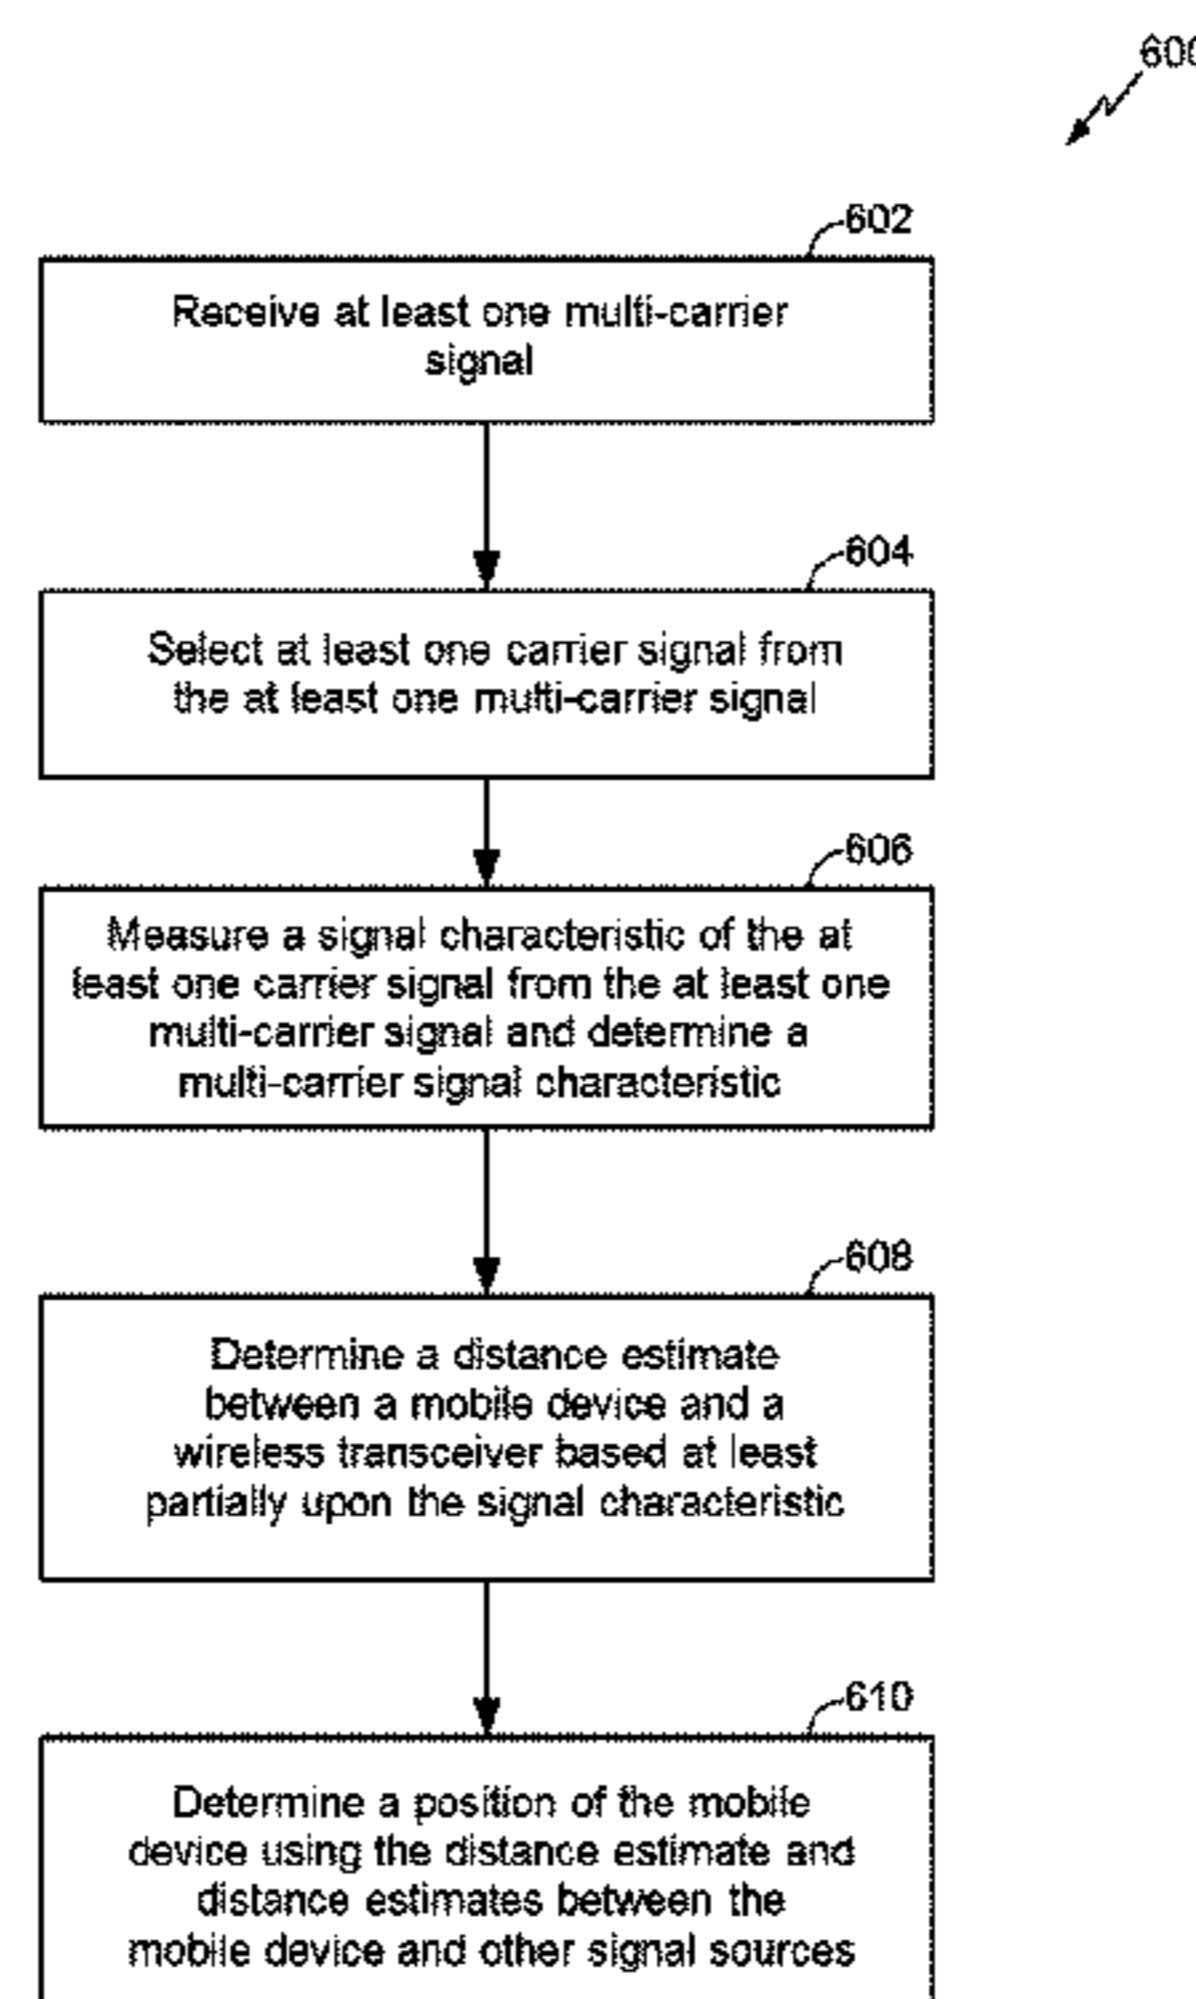 600
602
Receive at least one multi-carrier
signal
604
Select at least one carrier signal from
the at least one multi-carrier signal
606
Measure a signal characteristic of the at
least one carrier signal from the at least one
multi-carrier signal and determine a
multi-carrier signal characteristic
608
Determine a distance estimate
between a mobile device and a
wireless transceiver based at least
partially upon the signal characteristic
610
Determine a position of the mobile
device using the distance estimate and
distance estimates between the
mobile device and other signal sources